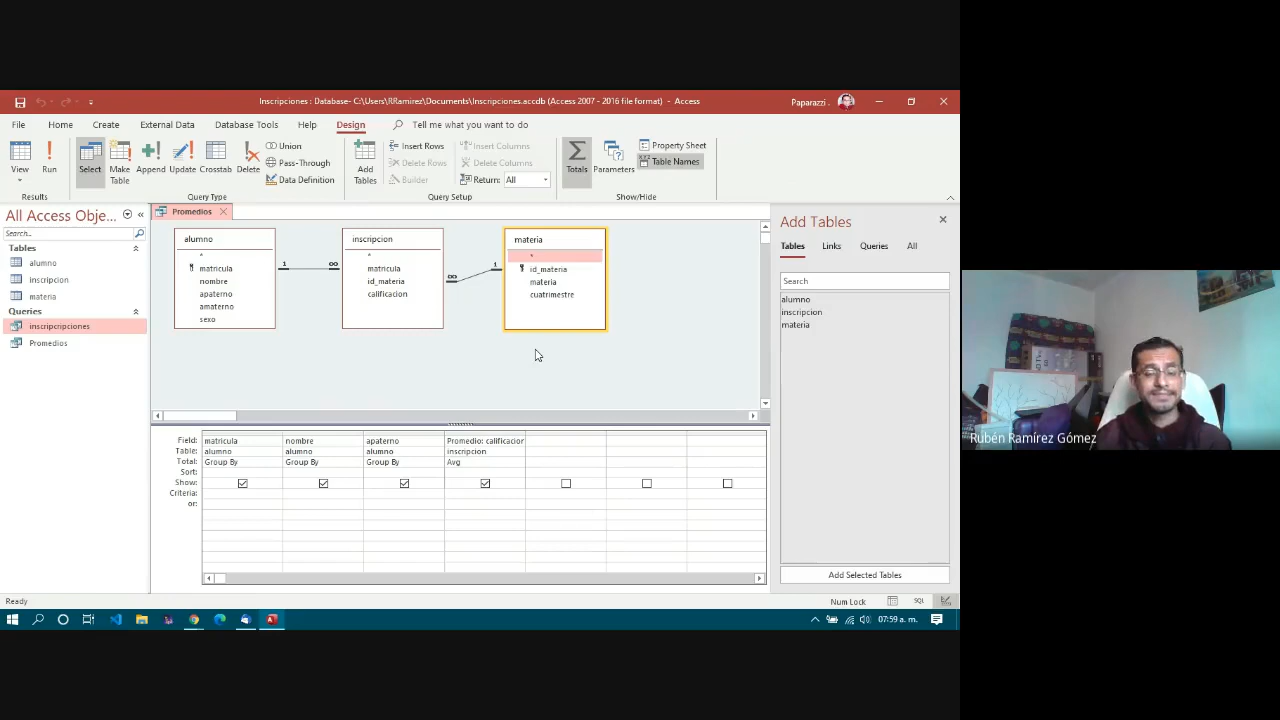 Inscripciones : Database- C:\Users\RRamirez\Documents\Inscripciones.accdb (Access 2007 - 2016 file format) - Access
Paparazzi .
File Home Create External Data Database Tools Help Design Tell me what you want to do
View
Run
Select
Make Table
Append
Update
Crosstab
Delete
Union
Pass-Through
Data Definition
Add Tables
Insert Rows
Delete Rows
Builder
Insert Columns
Delete Columns
Return: All
Totals
Parameters
Property Sheet
Table Names
Results
Query Type
Query Setup
Show/Hide
All Access Obje...
Search...
Tables
alumno
inscripcion
materia
Queries
inscripcripciones
Promedios
Promedios
alumno
*
matricula
nombre
apaterno
amaterno
sexo
1
∞
inscripcion
*
matricula
id_materia
calificacion
∞
1
materia
*
id_materia
materia
cuatrimestre
Field: matricula nombre apaterno Promedio: calificacior
Table: alumno alumno alumno inscripcion
Total: Group By Group By Group By Avg
Sort:
Show:
Criteria:
or:
Add Tables
Tables Links Queries All
Search
alumno
inscripcion
materia
Add Selected Tables
Ready
Num Lock
SQL
07:59 a. m.
Rubén Ramírez Gómez